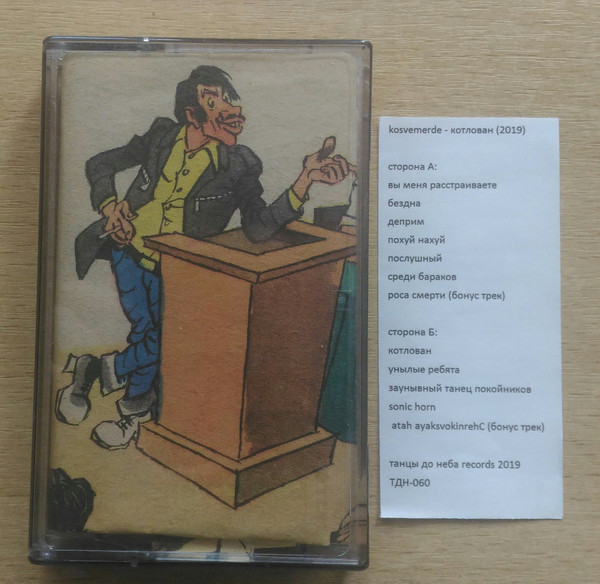 kosvemerde - котлован (2019)
сторона А:
вы меня расстраиваете
бездна
деприм
похуй нахуй
послушный
среди бараков
роса смерти (бонус трек)
сторона Б:
котлован
унылые ребята
заунывный танец покойников
sonic horn
atah ayaksvokinrehC (бонус трек)
танцы до неба records 2019
ТДН-060